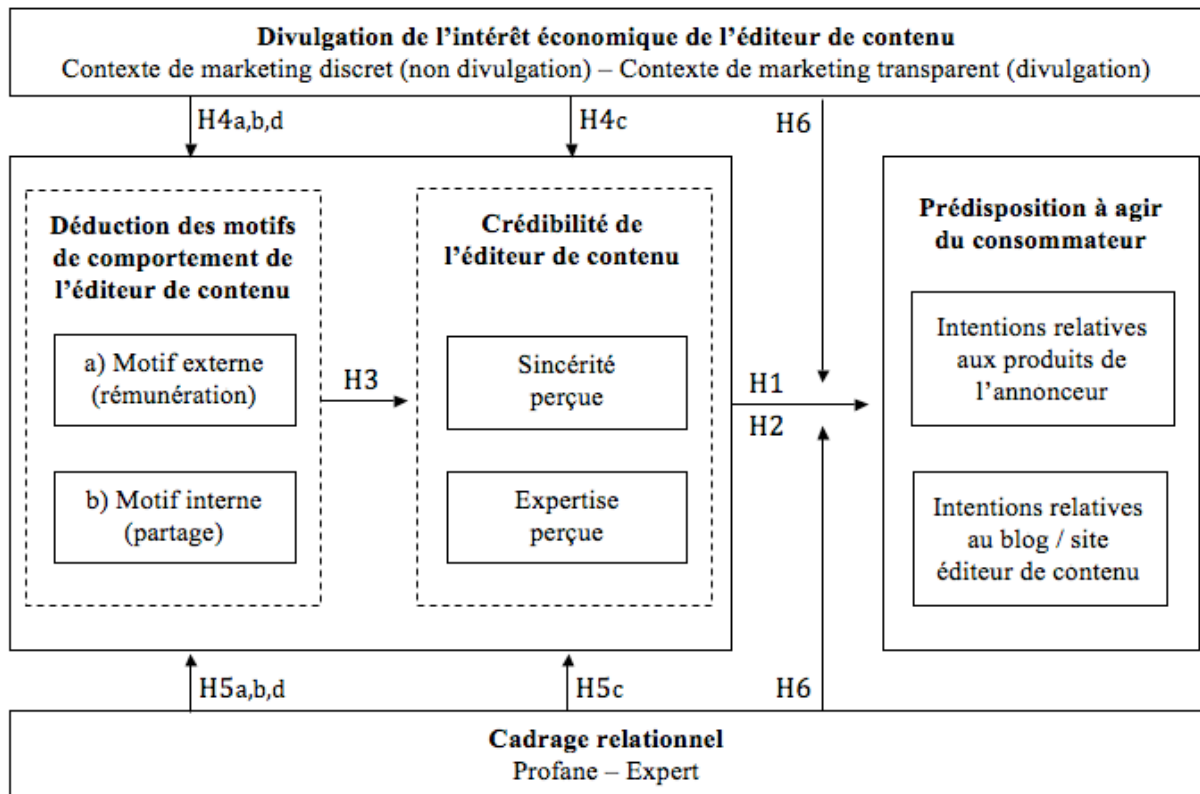 Divulgation de l'intérêt économique de l'éditeur de contenu
Contexte de marketing discret (non divulgation) – Contexte de marketing transparent (divulgation)
H4a,b,d
H4c
H6
Déduction des motifs
de comportement de
l'éditeur de contenu
a) Motif externe
(rémunération)
b) Motif interne
(partage)
H3
Crédibilité de
l'éditeur de contenu
Sincérité
perçue
Expertise
perçue
H1
H2
Prédisposition à agir
du consommateur
Intentions relatives
aux produits de
l'annonceur
Intentions relatives
au blog / site
éditeur de contenu
H5a,b,d
H5c
H6
Cadrage relationnel
Profane – Expert